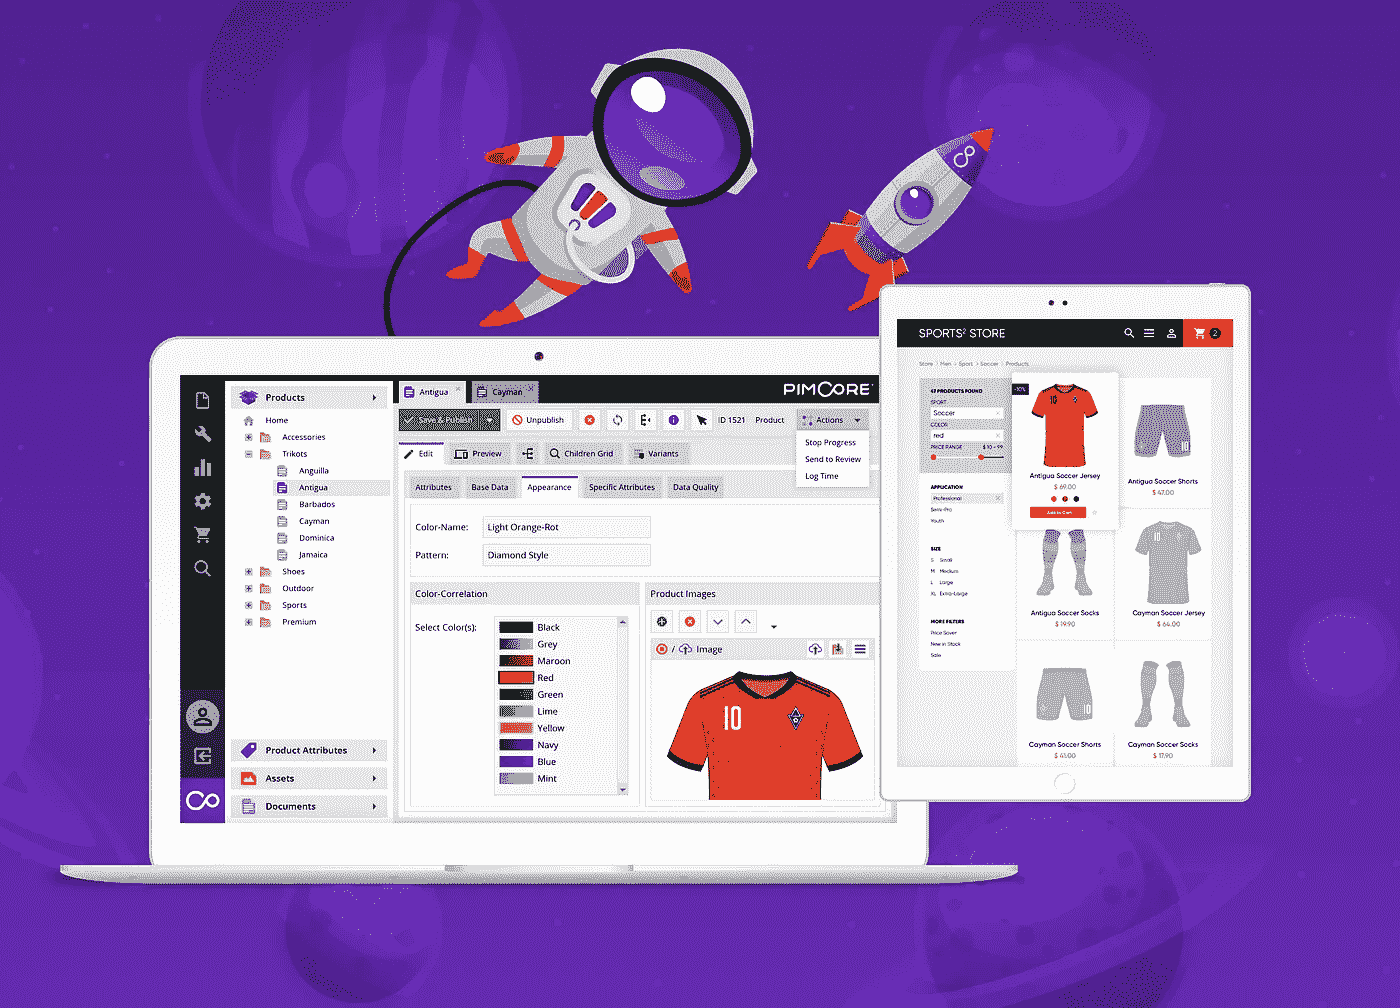 PIMCORE
Antigua
Cayman
Products
Home
Accessories
Trikots
Anguilla
Antigua
Barbados
Cayman
Dominica
Jamaica
Shoes
Outdoor
Sports
Premium
Product Attributes
Assets
Documents
Save & Publish
Unpublish
ID 1521
Product
Actions
Stop Progress
Send to Review
Log Time
Edit
Preview
Children Grid
Variants
Attributes
Base Data
Appearance
Specific Attributes
Data Quality
Color-Name:
Light Orange-Rot
Pattern:
Diamond Style
Color-Correlation
Select Color(s):
Black
Grey
Maroon
Red
Green
Lime
Yellow
Navy
Blue
Mint
Product Images
/ Image
10
SPORTS² STORE
2
Store > Men > Sport > Soccer > Products
47 PRODUCTS FOUND
SPORT
Soccer
COLOR
red
PRICE RANGE $ 10 – 99
APPLICATION
Professional
Semi-Pro
Youth
SIZE
S Small
M Medium
L Large
XL Extra-Large
MORE FILTERS
Price Saver
New in Stock
Sale
-10%
Antigua Soccer Jersey
$ 69.00
Add to Cart
10
Antigua Soccer Shorts
$ 47.00
Antigua Soccer Socks
$ 19.90
Cayman Soccer Jersey
$ 64.00
10
Cayman Soccer Shorts
$ 41.00
Cayman Soccer Socks
$ 17.90